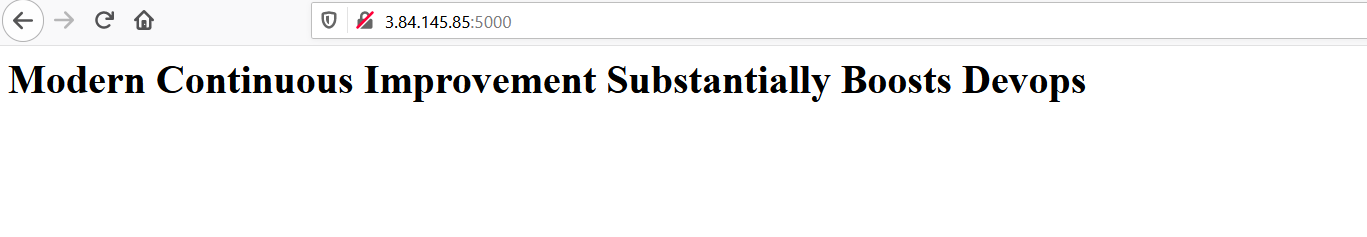 3.84.145.85:5000
Modern Continuous Improvement Substantially Boosts Devops